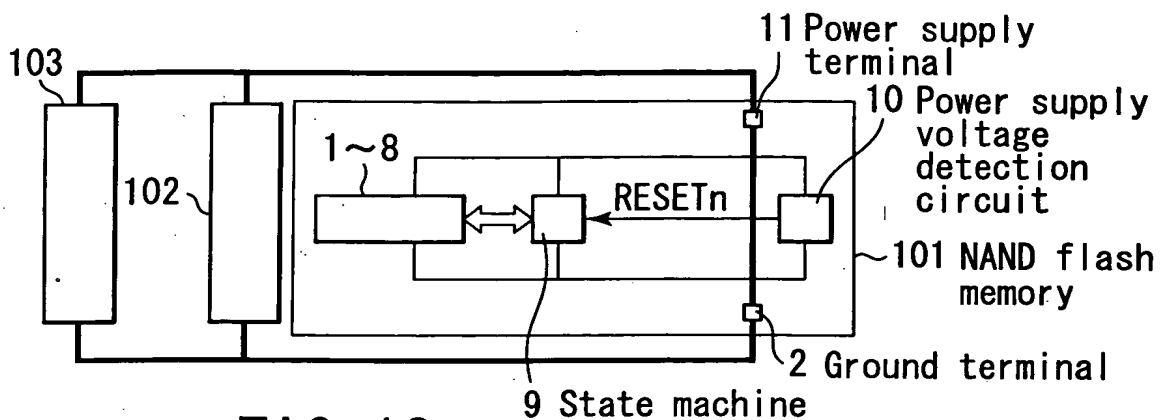 11 Power supply
terminal
103
10 Power supply
voltage
detection
circuit
1~8
102
RESETn
101 NAND flash
memory
2 Ground terminal
9 State machine